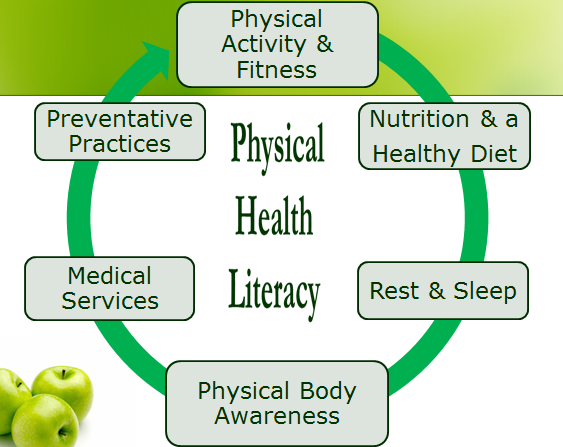 Physical
Activity &
Fitness
Preventative
Practices
Nutrition & a
Healthy Diet
Physical
Health
Literacy
Medical
Services
Rest & Sleep
Physical Body
Awareness